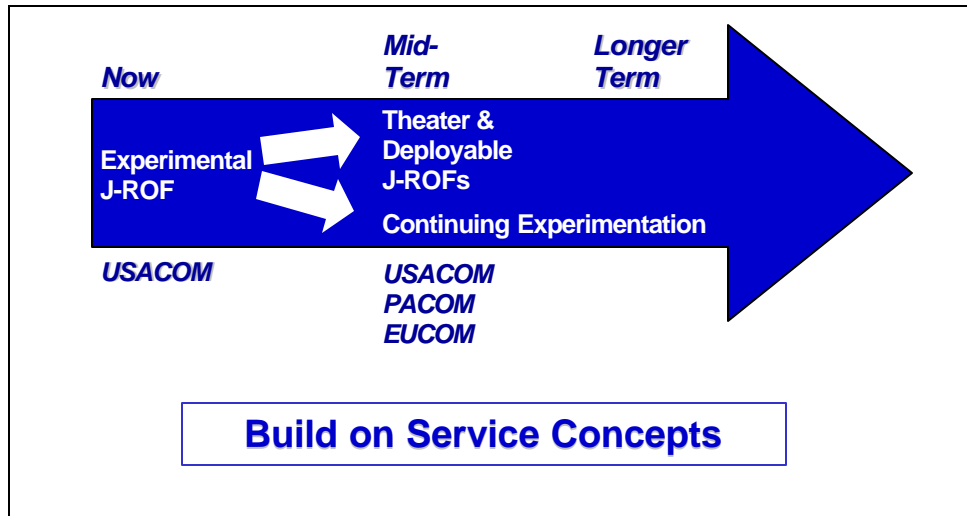 Now
Mid-
Term
Longer
Term
Experimental
J-ROF
Theater &
Deployable
J-ROFs
Continuing Experimentation
USACOM
USACOM
PACOM
EUCOM
Build on Service Concepts